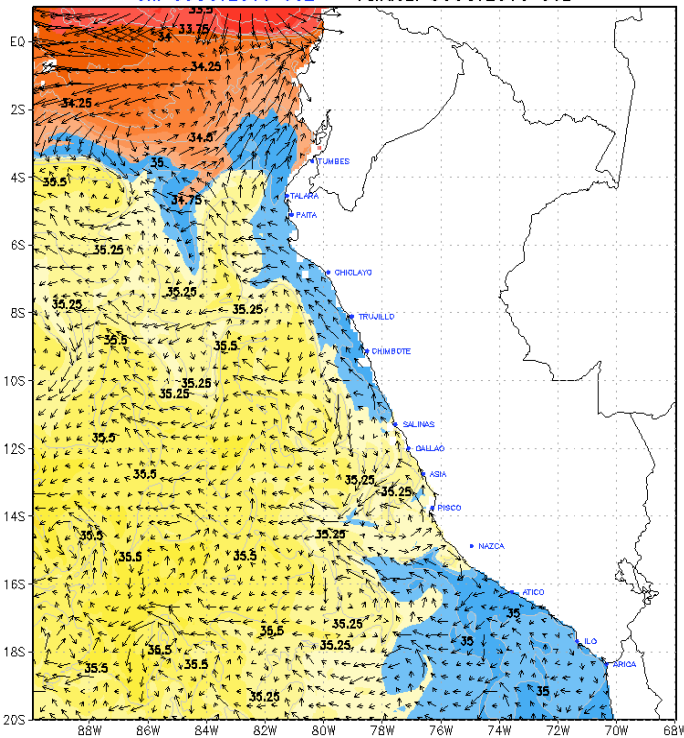 33.5
33.75
EQ
34
34.25
34.25
2S
34.5
35
TUMBES
4S
35.5
34.75
TALARA
PAITA
6S
35.25
CHICLAYO
35.25
35.25
35.25
8S
TRUJILLO
35.5
35.5
CHIMBOTE
10S
35.25
35.25
SALINAS
35.5
12S
CALLAO
35.5
35.25
ASIA
35.25
14S
PISCO
35.5
35.25
NAZCA
35.5
35.5
16S
ATICO
35
35.5
35.25
35.25
35
ILO
18S
35.5
35.5
35.5
ARICA
35.25
35
20S
88W 86W 84W 82W 80W 78W 76W 74W 72W 70W 68W